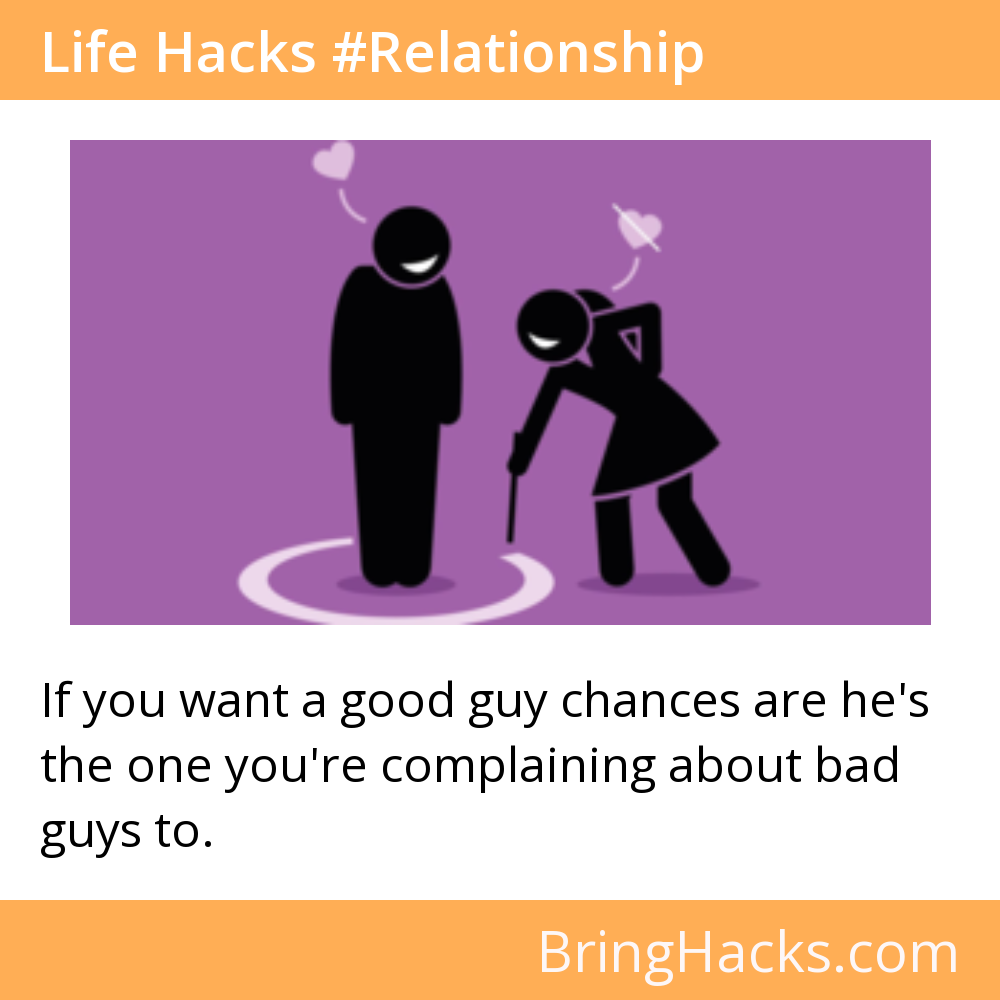 Life Hacks #Relationship
If you want a good guy chances are he's
the one you're complaining about bad
guys to.
BringHacks.com